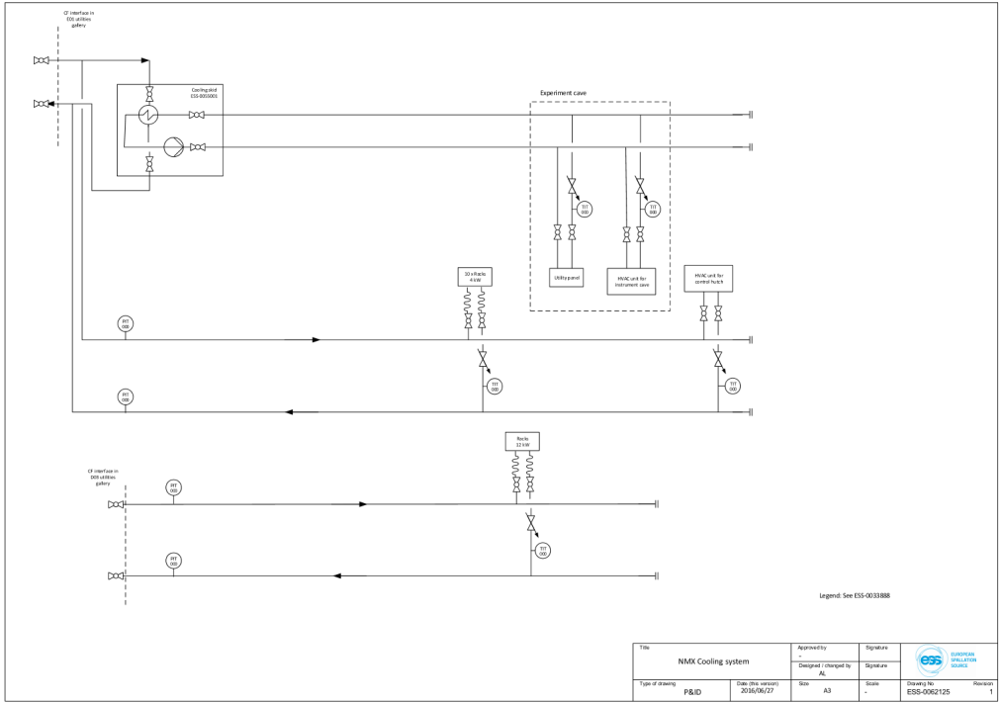 CF interface in
E01 utilities
gallery
Cooling skid
ESS-0055001
Experiment cave
TIT
000
TIT
000
Utility panel
HVAC unit for
instrument cave
10 x Racks
4 kW
HVAC unit for
control hutch
PIT
000
TIT
000
TIT
000
PIT
000
Racks
12 kW
CF interface in
D03 utilities
gallery
PIT
000
TIT
000
PIT
000
Legend: See ESS-0033888
Title
NMX Cooling system
Approved by
-
Signature
Designed / changed by
AL
Signature
ess
EUROPEAN
SPALLATION
SOURCE
Type of drawing
P&ID
Date (this version)
2016/06/27
Size
A3
Scale
-
Drawing No
ESS-0062125
Revision
1